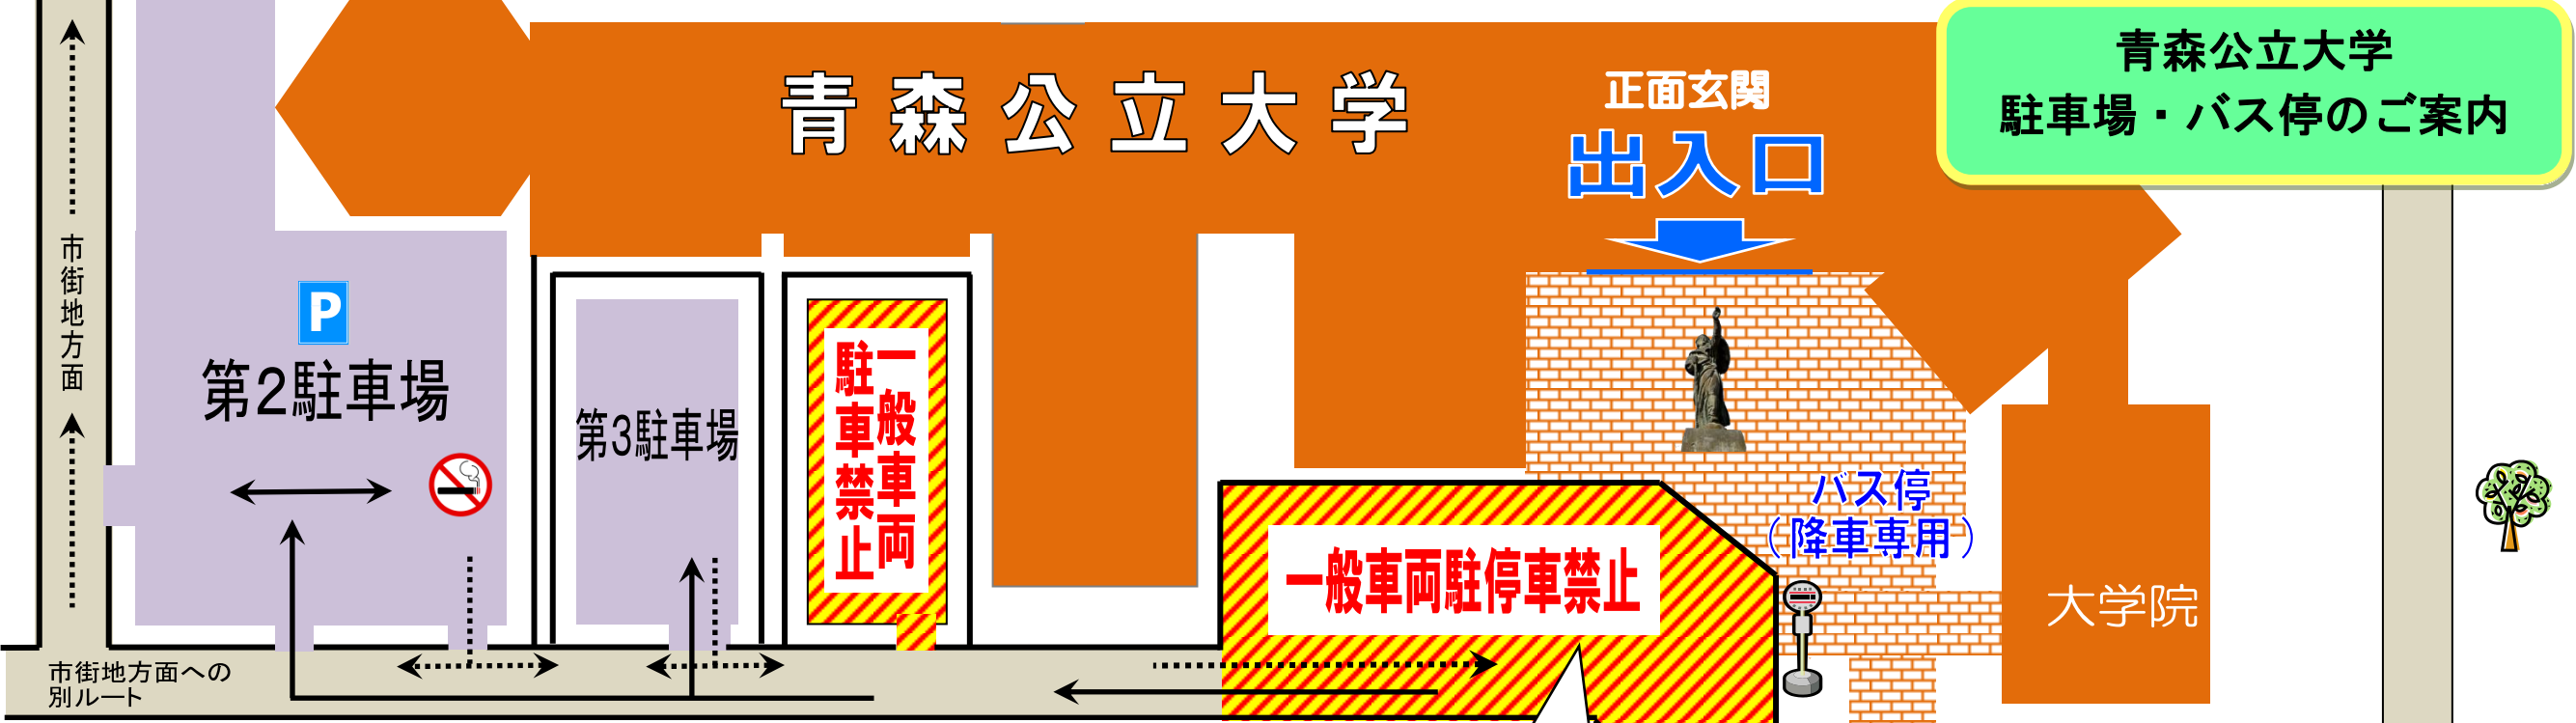 青森公立大学
駐車場・バス停のご案内
青森公立大学
正面玄関
出入口
市街地方面
P
第2駐車場
第3駐車場
一般車両
駐車禁止
バス停
（降車専用）
一般車両駐停車禁止
大学院
市街地方面への
別ルート